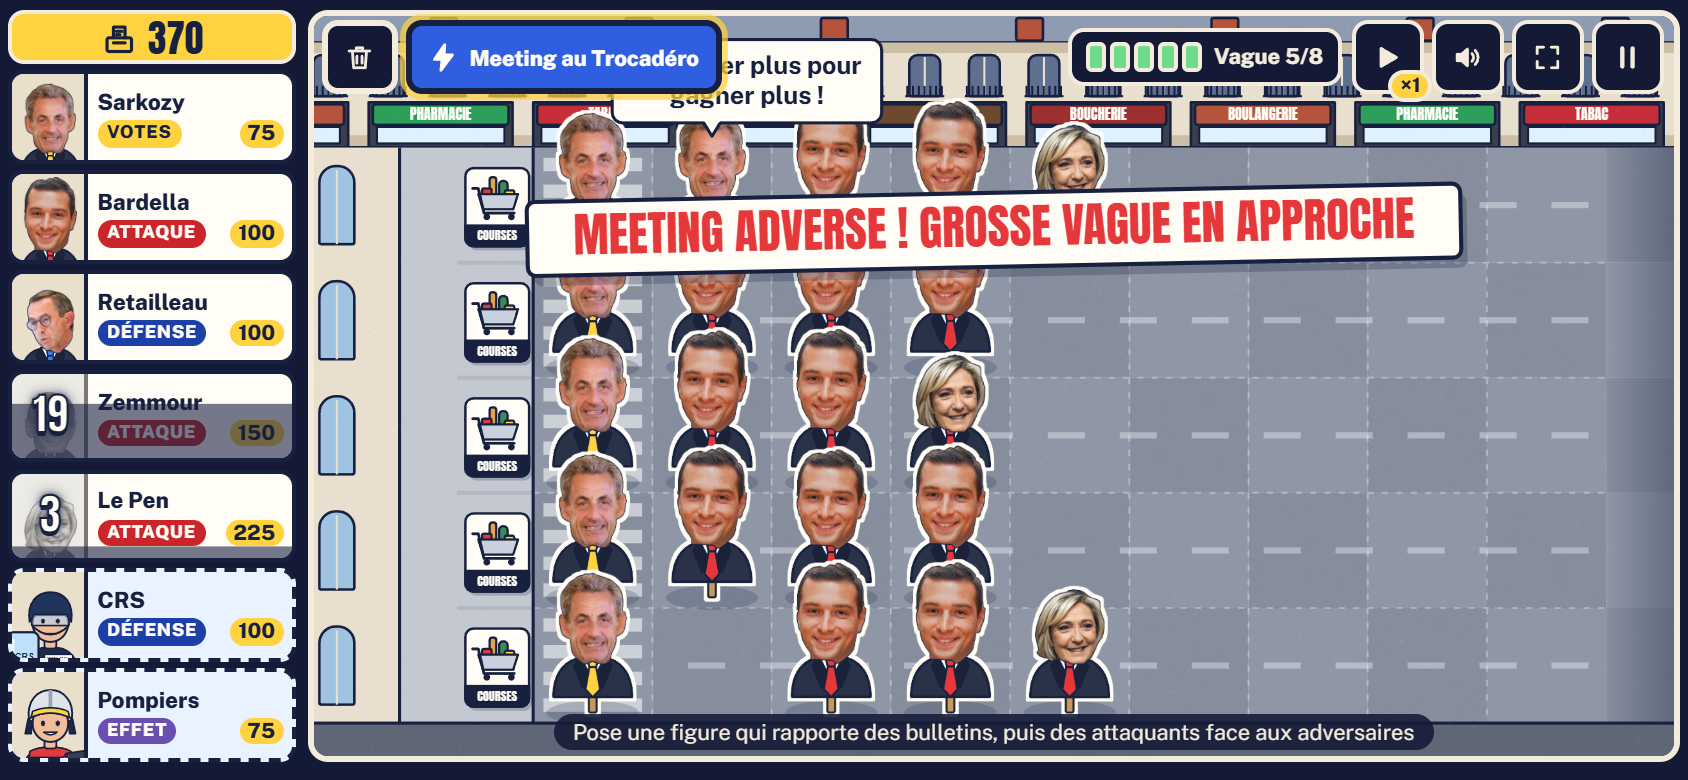 370
Sarkozy
VOTES 75
Bardella
ATTAQUE 100
Retailleau
DÉFENSE 100
19
Zemmour
ATTAQUE 150
3
Le Pen
ATTAQUE 225
CRS
DÉFENSE 100
CRS
Pompiers
EFFET 75
Meeting au Trocadéro
plus pour
gagner plus !
Vague 5/8
×1
PHARMACIE
BOUCHERIE
BOULANGERIE
PHARMACIE
TABAC
MEETING ADVERSE ! GROSSE VAGUE EN APPROCHE
COURSES
COURSES
COURSES
COURSES
COURSES
Pose une figure qui rapporte des bulletins, puis des attaquants face aux adversaires